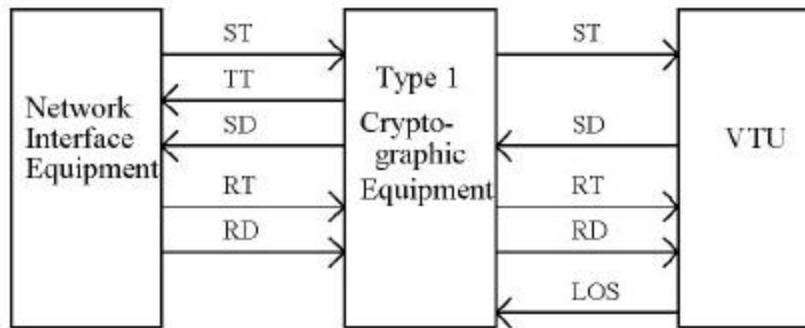 ST
ST
Type 1
TT
Network
Interface
Equipment
SD
Crypto-
graphic
Equipment
SD
VTU
RT
RT
RD
RD
LOS